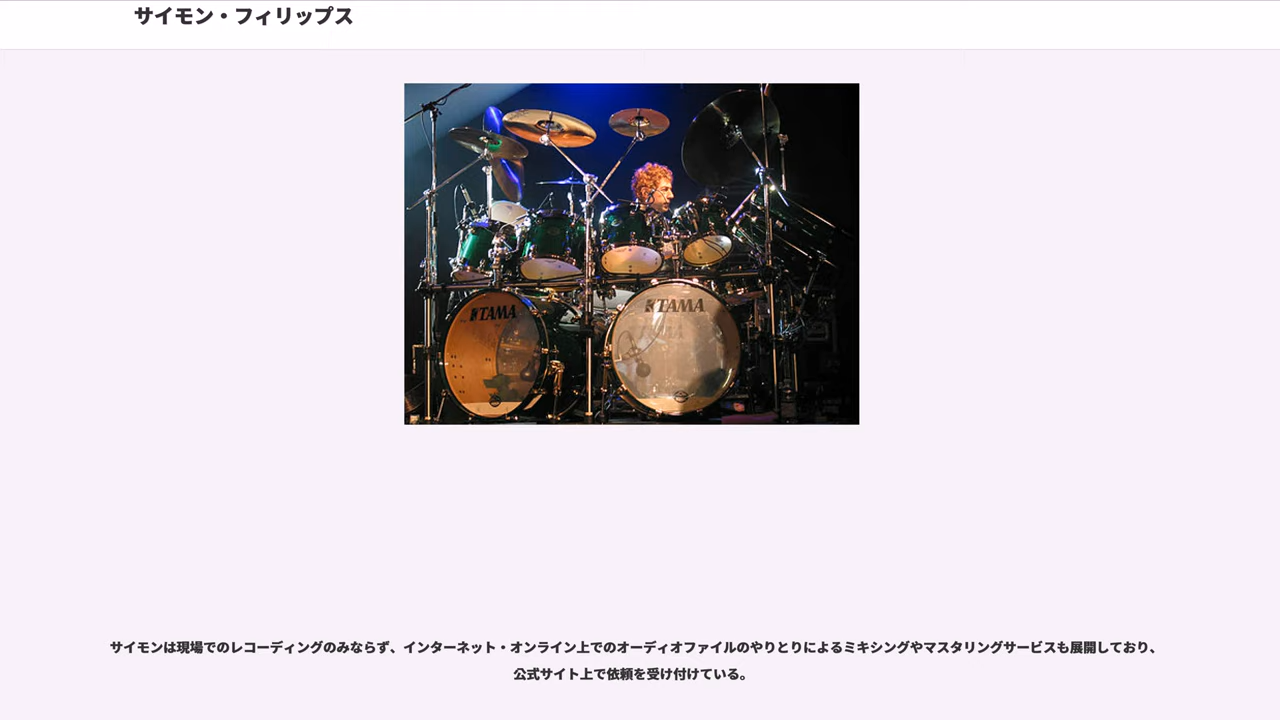 サイモン・フィリップス
TAMA
TAMA
サイモンは現場でのレコーディングのみならず、インターネット・オンライン上でのオーディオファイルのやりとりによるミキシングやマスタリングサービスも展開しており、
公式サイト上で依頼を受け付けている。